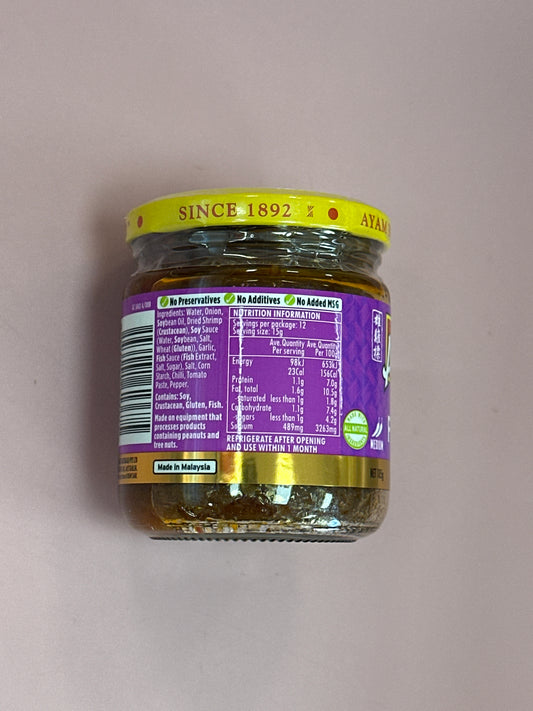 SINCE 1892
AYAM
No Preservatives No Additives No Added MSG
Ingredients: Water, Onion,
Soybean Oil, Dried Shrimp
(Crustacean), Soy Sauce
(Water, Soybean, Salt,
Wheat (Gluten)), Garlic,
Fish Sauce (Fish Extract,
Salt, Sugar), Salt, Corn
Starch, Chilli, Tomato
Paste, Pepper.
Contains: Soy,
Crustacean, Gluten, Fish.
Made on equipment that
processes products
containing peanuts and
tree nuts.
Made in Malaysia
NUTRITION INFORMATION
Servings per package: 12
Serving size: 15g
Ave. Quantity Ave. Quantity
Per serving Per 100g
Energy 98kJ 653kJ
23Cal 156Cal
Protein 1.1g 7.0g
Fat, total 1.6g 10.5g
saturated less than 1g 1.8g
Carbohydrate 1.1g 7.4g
sugars less than 1g 4.2g
Sodium 489mg 3263mg
REFRIGERATE AFTER OPENING
AND USE WITHIN 1 MONTH
ALL NATURAL
MEDIUM
NET 185g